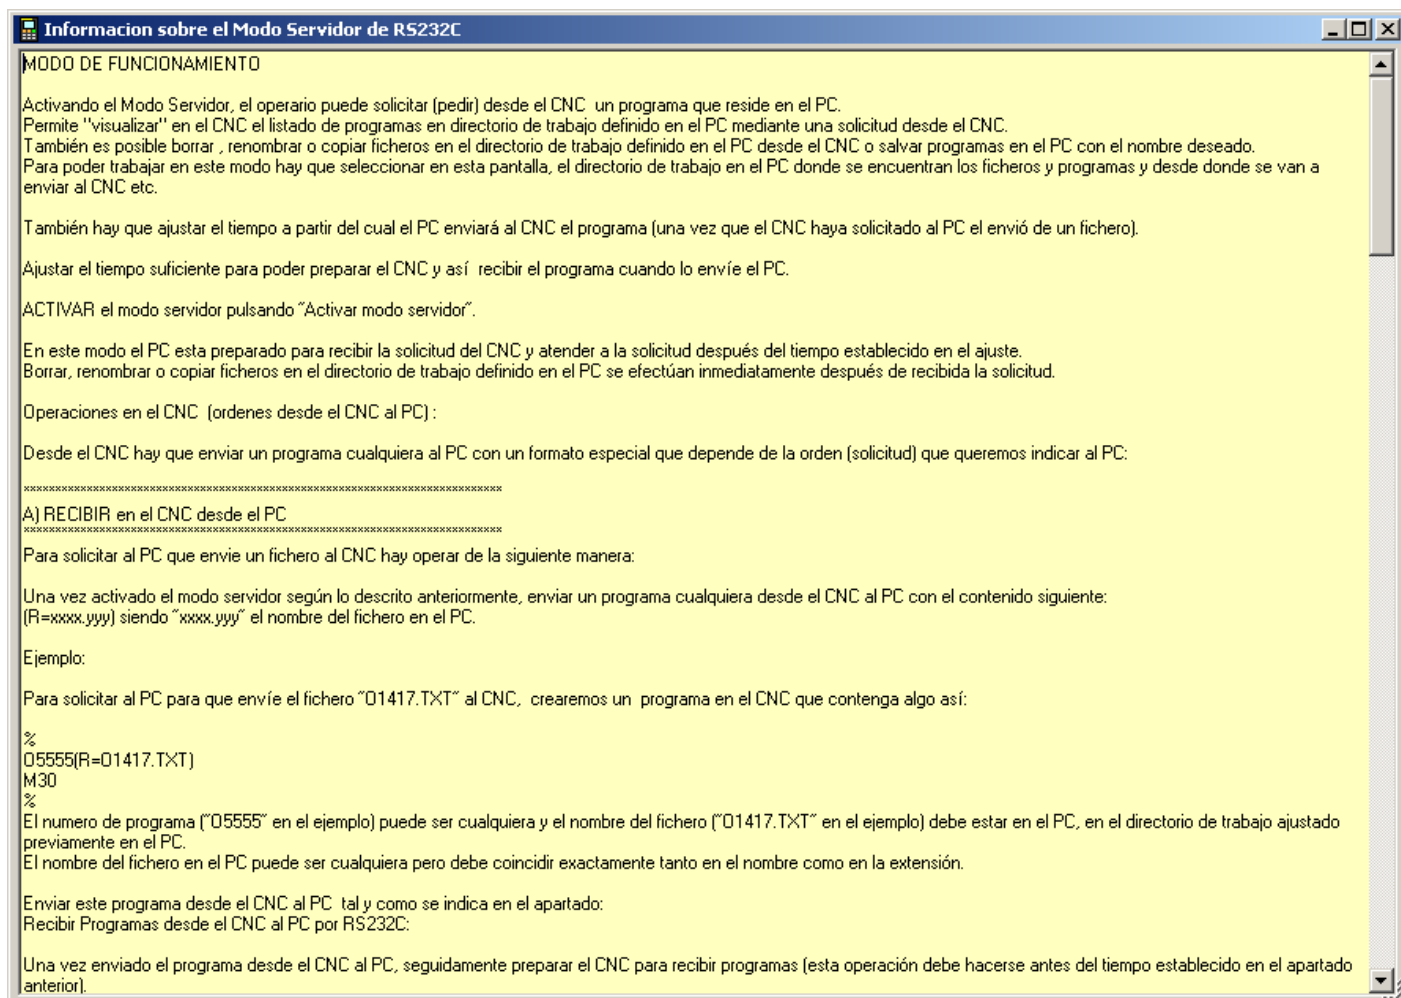 Informacion sobre el Modo Servidor de RS232C
MODO DE FUNCIONAMIENTO
Activando el Modo Servidor, el operario puede solicitar (pedir) desde el CNC  un programa que reside en el PC.
Permite "visualizar" en el CNC el listado de programas en directorio de trabajo definido en el PC mediante una solicitud desde el CNC.
También es posible borrar , renombrar o copiar ficheros en el directorio de trabajo definido en el PC desde el CNC o salvar programas en el PC con el nombre deseado.
Para poder trabajar en este modo hay que seleccionar en esta pantalla, el directorio de trabajo en el PC donde se encuentran los ficheros y programas y desde donde se van a
enviar al CNC etc.
También hay que ajustar el tiempo a partir del cual el PC enviará al CNC el programa (una vez que el CNC haya solicitado al PC el envió de un fichero).
Ajustar el tiempo suficiente para poder preparar el CNC y así  recibir el programa cuando lo envíe el PC.
ACTIVAR el modo servidor pulsando ˝Activar modo servidor˝.
En este modo el PC esta preparado para recibir la solicitud del CNC y atender a la solicitud después del tiempo establecido en el ajuste.
Borrar, renombrar o copiar ficheros en el directorio de trabajo definido en el PC se efectúan inmediatamente después de recibida la solicitud.
Operaciones en el CNC  (ordenes desde el CNC al PC) :
Desde el CNC hay que enviar un programa cualquiera al PC con un formato especial que depende de la orden (solicitud) que queremos indicar al PC:
****************************************************************************
A) RECIBIR en el CNC desde el PC
****************************************************************************
Para solicitar al PC que envie un fichero al CNC hay operar de la siguiente manera:
Una vez activado el modo servidor según lo descrito anteriormente, enviar un programa cualquiera desde el CNC al PC con el contenido siguiente:
(R=xxxx.yyy) siendo ˝xxxx.yyy˝ el nombre del fichero en el PC.
Ejemplo:
Para solicitar al PC para que envíe el fichero ˝O1417.TXT˝ al CNC,  crearemos un  programa en el CNC que contenga algo así:
%
O5555(R=O1417.TXT)
M30
%
El numero de programa (˝O5555˝ en el ejemplo) puede ser cualquiera y el nombre del fichero (˝O1417.TXT˝ en el ejemplo) debe estar en el PC, en el directorio de trabajo ajustado
previamente en el PC.
El nombre del fichero en el PC puede ser cualquiera pero debe coincidir exactamente tanto en el nombre como en la extensión.
Enviar este programa desde el CNC al PC  tal y como se indica en el apartado:
Recibir Programas desde el CNC al PC por RS232C:
Una vez enviado el programa desde el CNC al PC, seguidamente preparar el CNC para recibir programas (esta operación debe hacerse antes del tiempo establecido en el apartado
anterior).